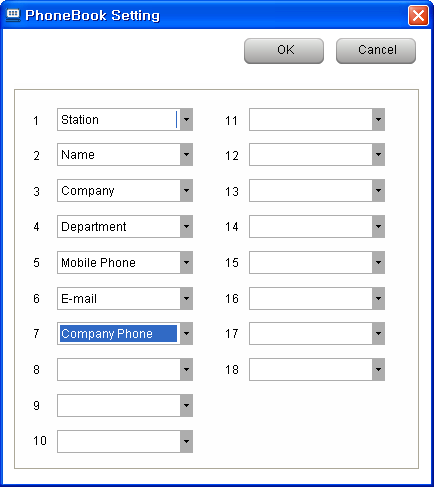 PhoneBook Setting
OK Cancel
1 Station 11
2 Name 12
3 Company 13
4 Department 14
5 Mobile Phone 15
6 E-mail 16
7 Company Phone 17
8 18
9
10